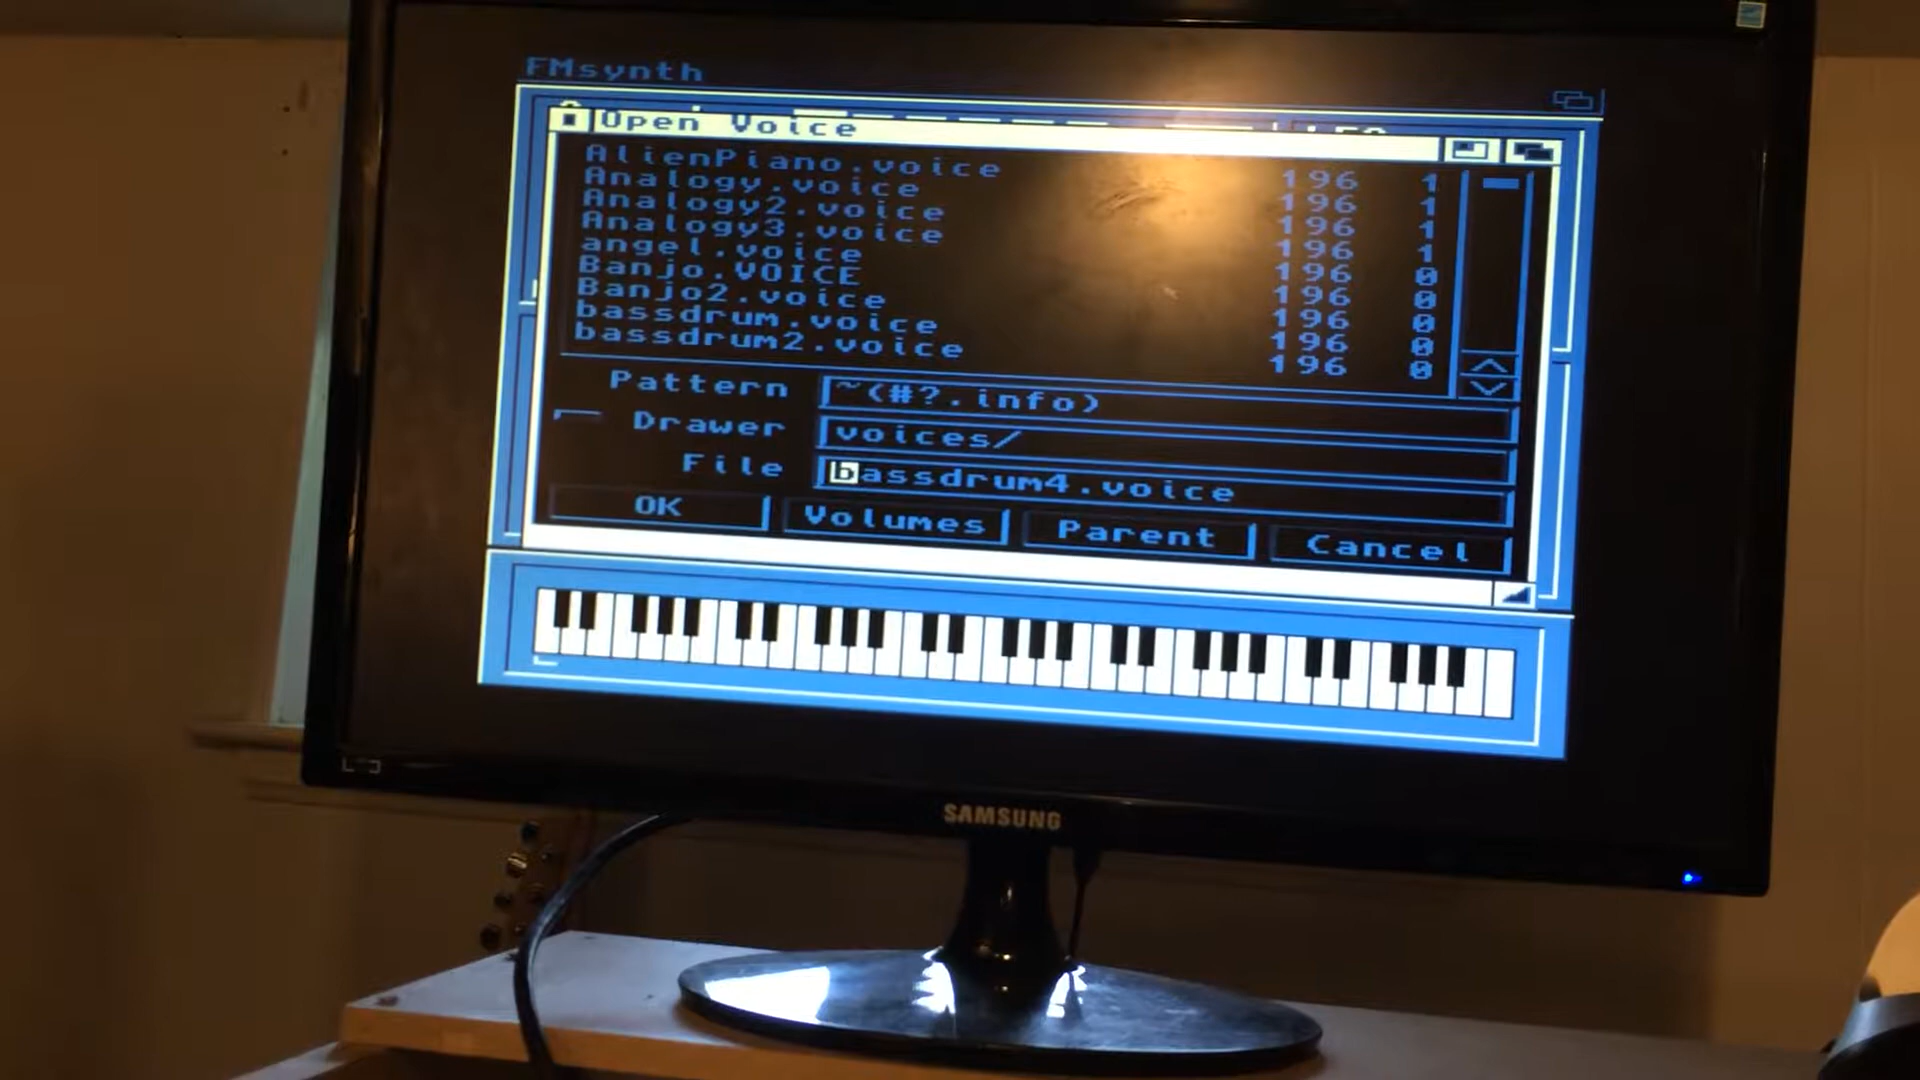 FMsynth
Open Voice
AlienPiano.voice 196 1
Analogy.voice 196 1
Analogy2.voice 196 1
Analogy3.voice 196 1
angel.voice 196 0
Banjo.VOICE 196 0
Banjo2.voice 196 0
bassdrum.voice 196 0
bassdrum2.voice 196 0
Pattern ~(#?.info)
Drawer voices/
File bassdrum4.voice
OK Volumes Parent Cancel
SAMSUNG